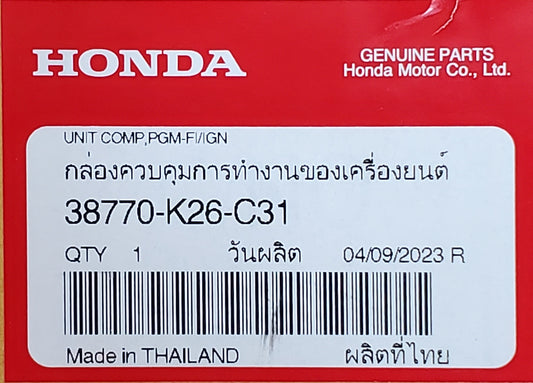 HONDA
GENUINE PARTS
Honda Motor Co., Ltd.
UNIT COMP,PGM-FI/IGN
กล่องควบคุมการทำงานของเครื่องยนต์
38770-K26-C31
QTY 1 วันผลิต 04/09/2023 R
Made in THAILAND ผลิตที่ไทย